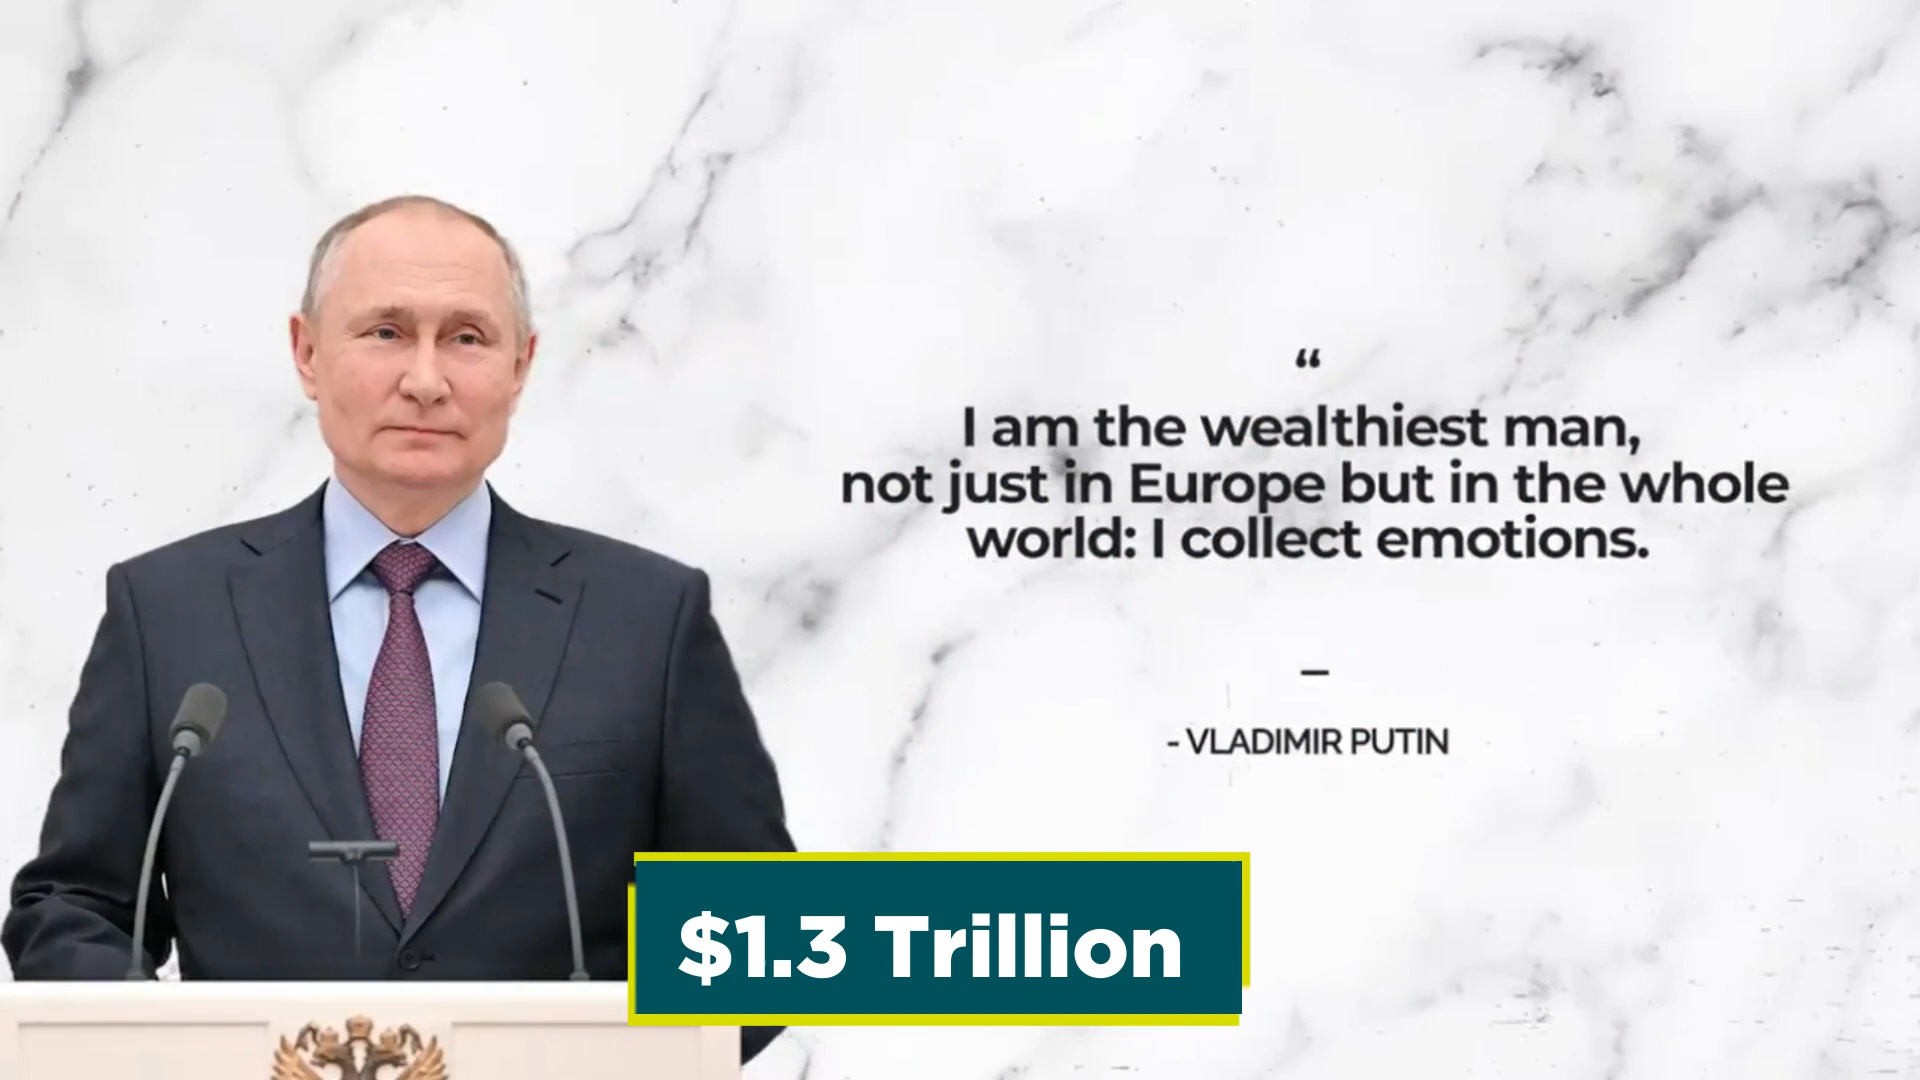 “
I am the wealthiest man,
not just in Europe but in the whole
world: I collect emotions.
–
- VLADIMIR PUTIN
$1.3 Trillion